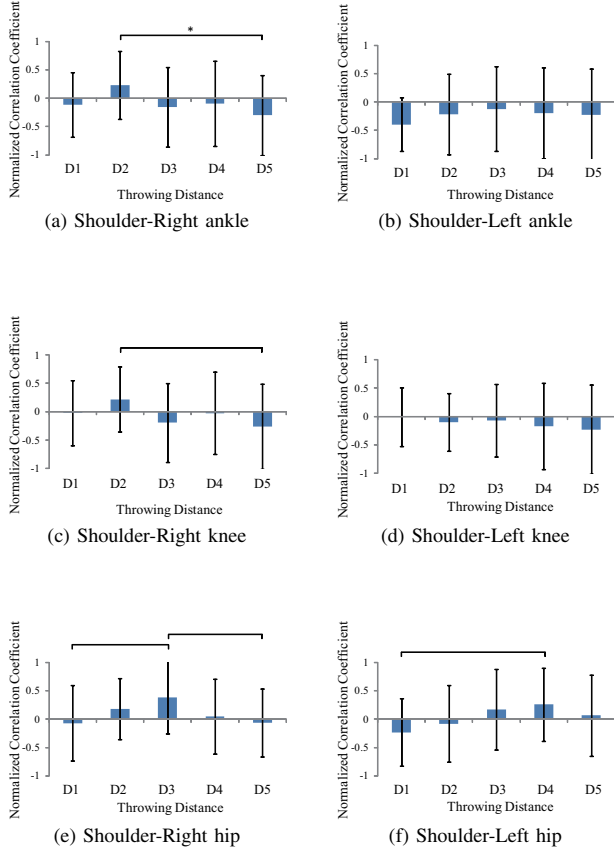 Normalized Correlation Coefficient
*
1
0.5
0
-0.5
-1
D1 D2 D3 D4 D5
Throwing Distance
(a) Shoulder-Right ankle
Normalized Correlation Coefficient
1
0.5
0
-0.5
-1
D1 D2 D3 D4 D5
Throwing Distance
(b) Shoulder-Left ankle
Normalized Correlation Coefficient
1
0.5
0
-0.5
-1
D1 D2 D3 D4 D5
Throwing Distance
(c) Shoulder-Right knee
Normalized Correlation Coefficient
1
0.5
0
-0.5
-1
D1 D2 D3 D4 D5
Throwing Distance
(d) Shoulder-Left knee
Normalized Correlation Coefficient
1
0.5
0
-0.5
-1
D1 D2 D3 D4 D5
Throwing Distance
(e) Shoulder-Right hip
Normalized Correlation Coefficient
1
0.5
0
-0.5
-1
D1 D2 D3 D4 D5
Throwing Distance
(f) Shoulder-Left hip